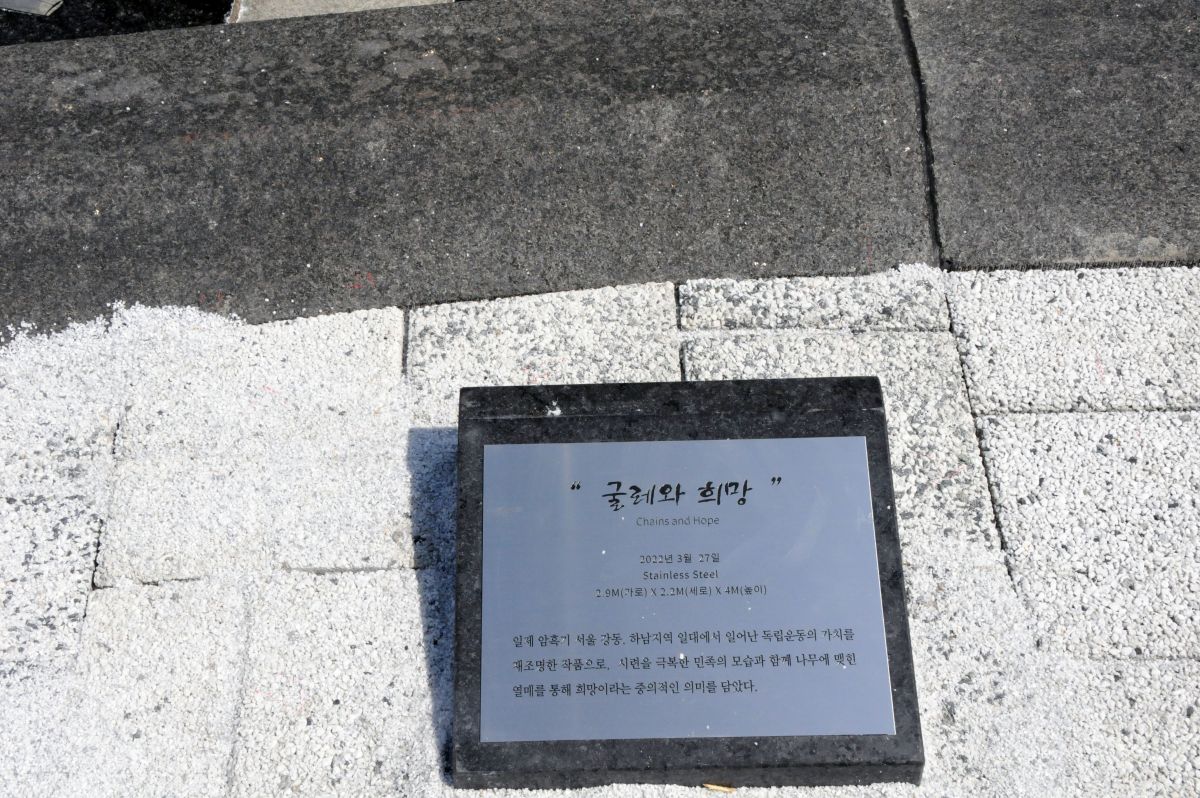 “ 굴레와 희망 ”
Chains and Hope
2022년 3월 27일
Stainless Steel
2.9M(가로) X 2.2M(세로) X 4M(높이)
일제 암흑기 서울 강동, 하남지역 일대에서 일어난 독립운동의 가치를
재조명한 작품으로, 시련을 극복한 민족의 모습과 함께 나무에 맺힌
열매를 통해 희망이라는 중의적인 의미를 담았다.